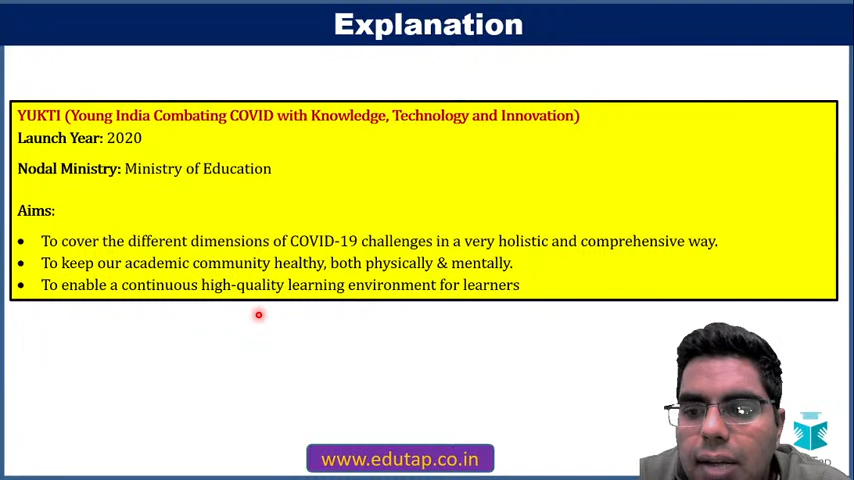 Explanation
YUKTI (Young India Combating COVID with Knowledge, Technology and Innovation)
Launch Year: 2020
Nodal Ministry: Ministry of Education
Aims:
• To cover the different dimensions of COVID-19 challenges in a very holistic and comprehensive way.
• To keep our academic community healthy, both physically & mentally.
• To enable a continuous high-quality learning environment for learners
www.edutap.co.in